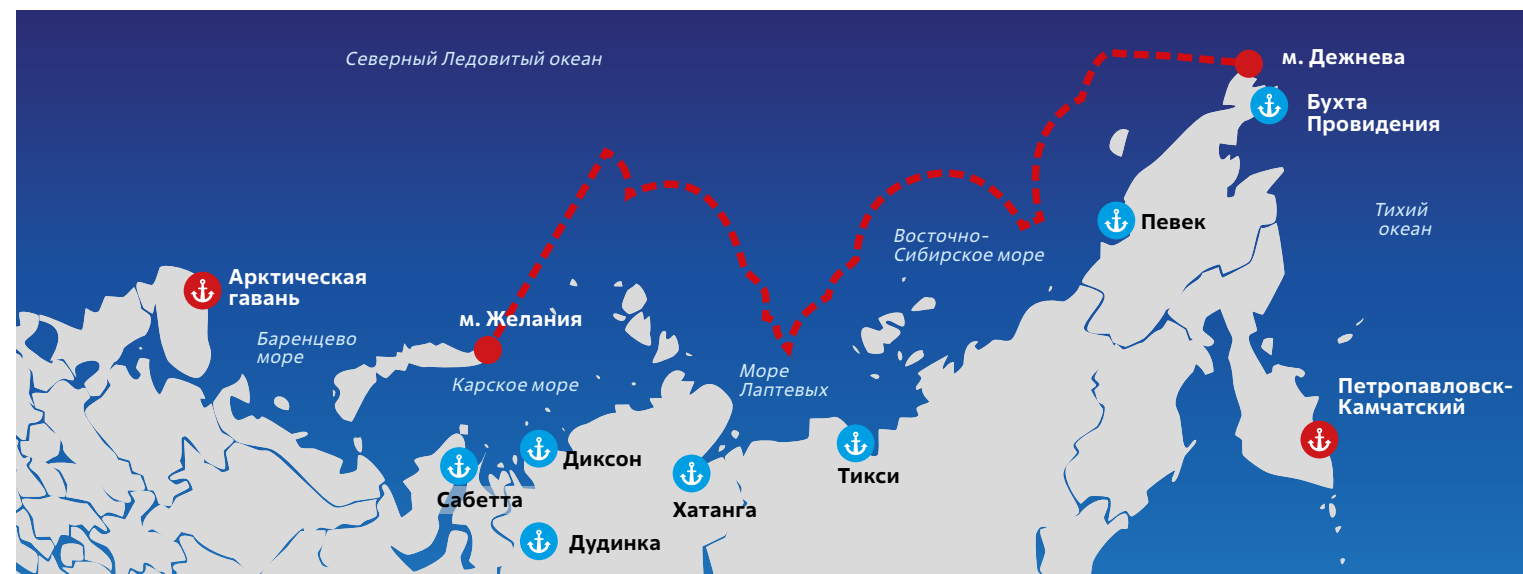 Северный Ледовитый океан
м. Дежнева
Бухта
Провидения
Тихий
океан
Певек
Восточно-
Сибирское море
Арктическая
гавань
м. Желания
Баренцево
море
Карское море
Море
Лаптевых
Петропавловск-
Камчатский
Диксон
Тикси
Сабетта
Хатанга
Дудинка